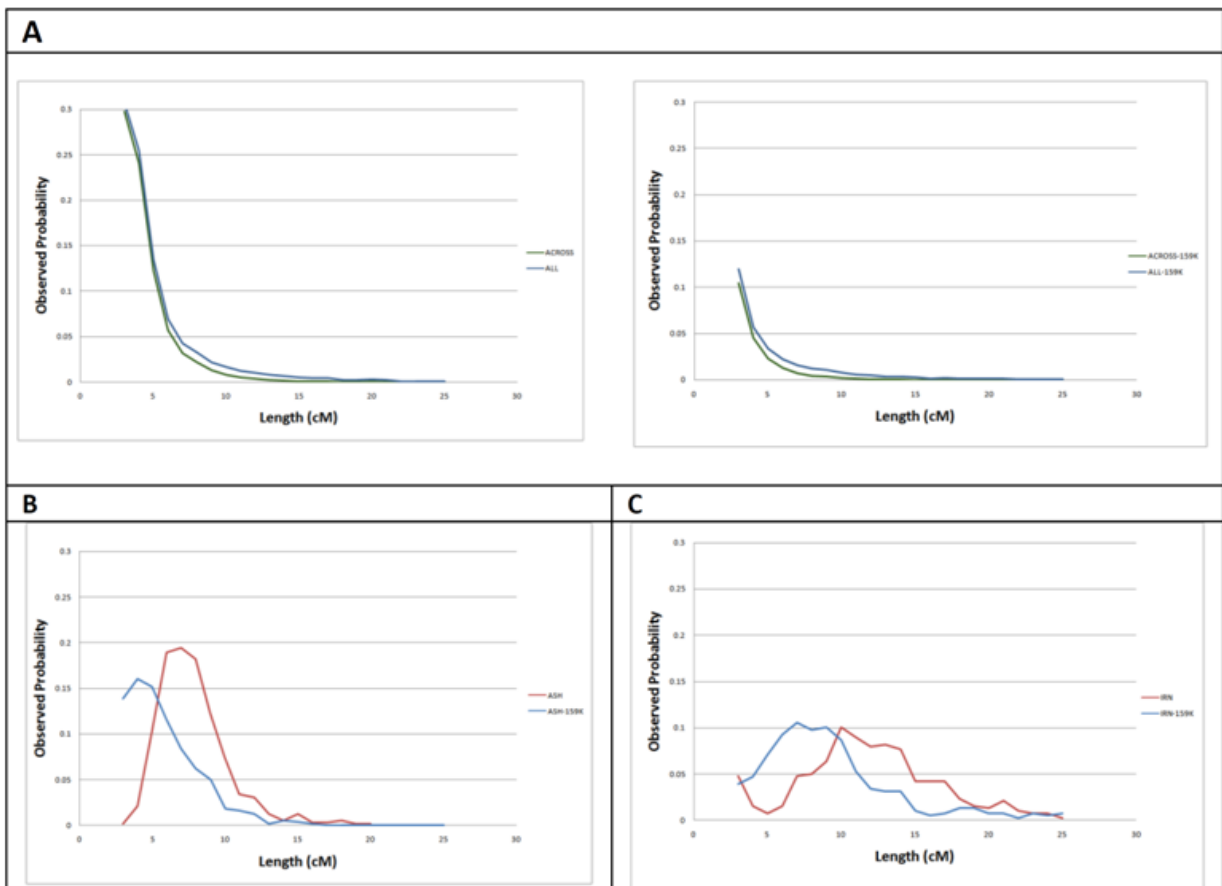 A
0.3
0.25
0.2
0.15
0.1
0.05
0
0 5 10 15 20 25 30
Observed Probability
Length (cM)
ACROSS
ALL
0.3
0.25
0.2
0.15
0.1
0.05
0
0 5 10 15 20 25 30
Observed Probability
Length (cM)
ACROSS-159K
ALL-159K
B
0.3
0.25
0.2
0.15
0.1
0.05
0
0 5 10 15 20 25 30
Observed Probability
Length (cM)
ASH
ASH-159K
C
0.3
0.25
0.2
0.15
0.1
0.05
0
0 5 10 15 20 25 30
Observed Probability
Length (cM)
IRN
IRN-159K